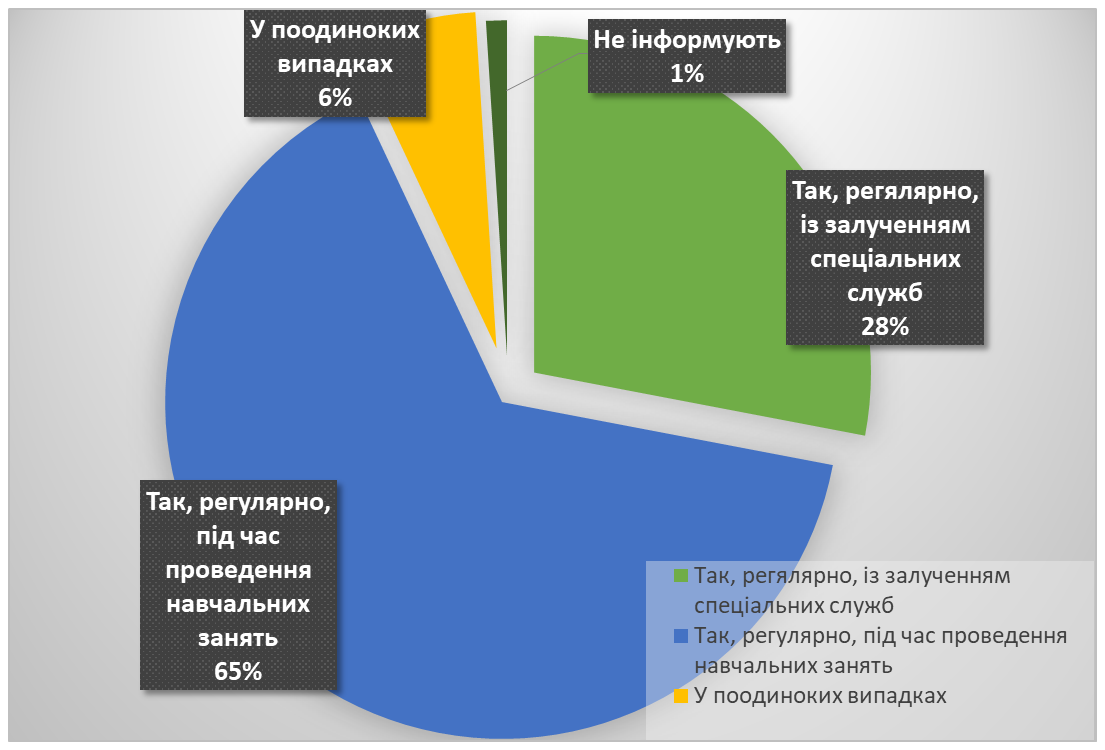 У поодиноких
випадках
6%
Не інформують
1%
Так, регялярно,
із залученням
спеціальних
служб
28%
Так, регулярно,
під час
проведення
навчальних
занять
65%
Так, регялярно, із залученням
спеціальних служб
Так, регулярно, під час проведення
навчальних занять
У поодиноких випадках